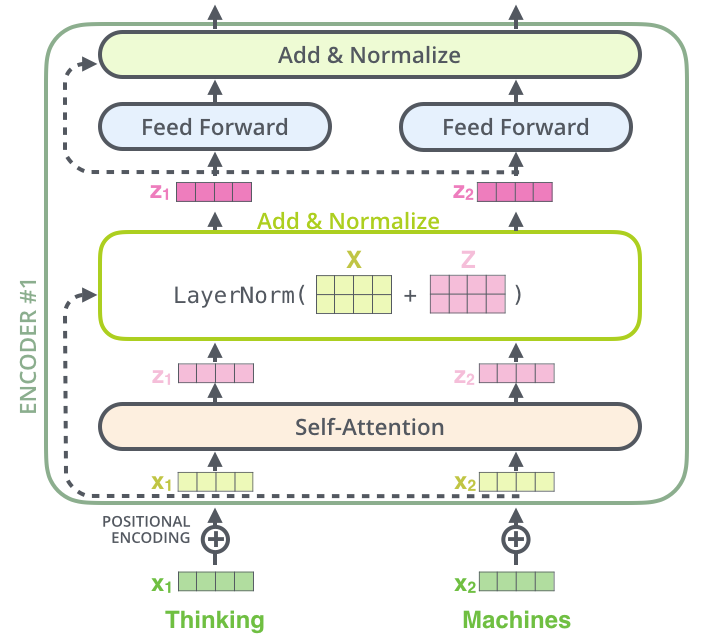 Add & Normalize
Feed Forward
Feed Forward
z1
z2
Add & Normalize
X
Z
LayerNorm( + )
ENCODER #1
z1
z2
Self-Attention
x1
x2
POSITIONAL
ENCODING
x1
x2
Thinking
Machines